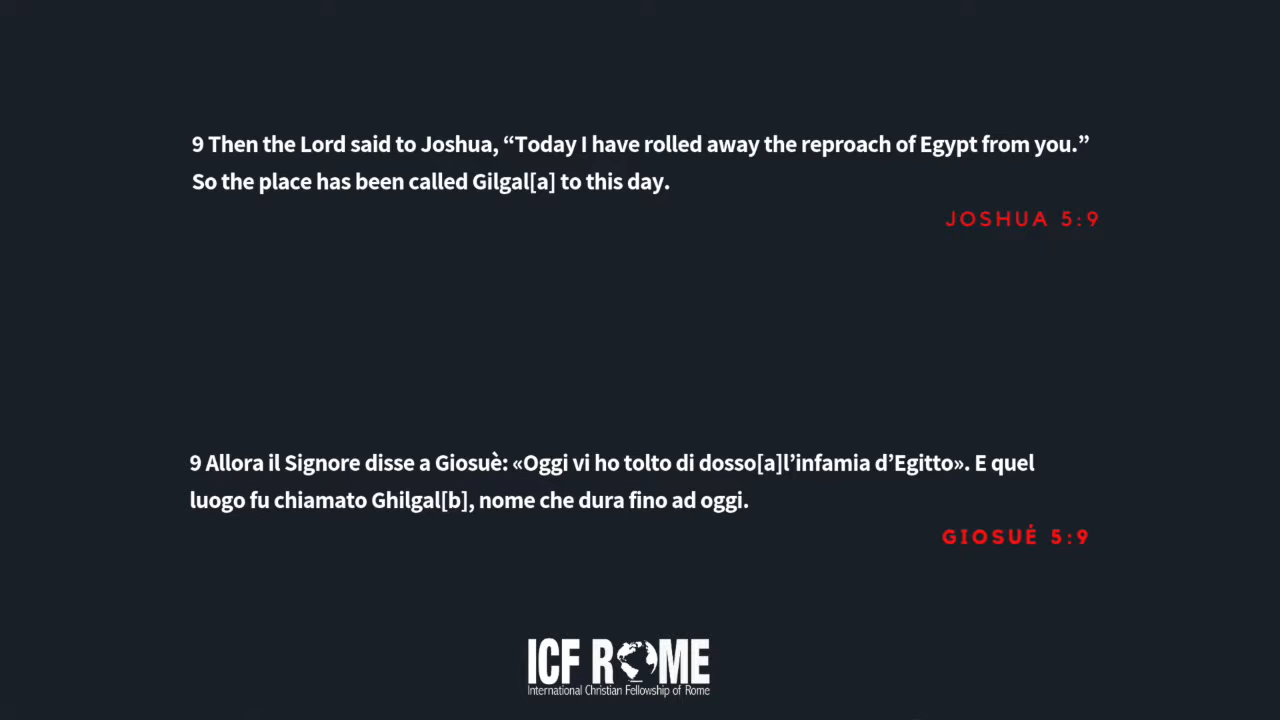 9 Then the Lord said to Joshua, “Today I have rolled away the reproach of Egypt from you.”
So the place has been called Gilgal[a] to this day.
JOSHUA 5:9
9 Allora il Signore disse a Giosuè: «Oggi vi ho tolto di dosso[a]l’infamia d’Egitto». E quel
luogo fu chiamato Ghilgal[b], nome che dura fino ad oggi.
GIOSUÉ 5:9
ICF ROME
International Christian Fellowship of Rome